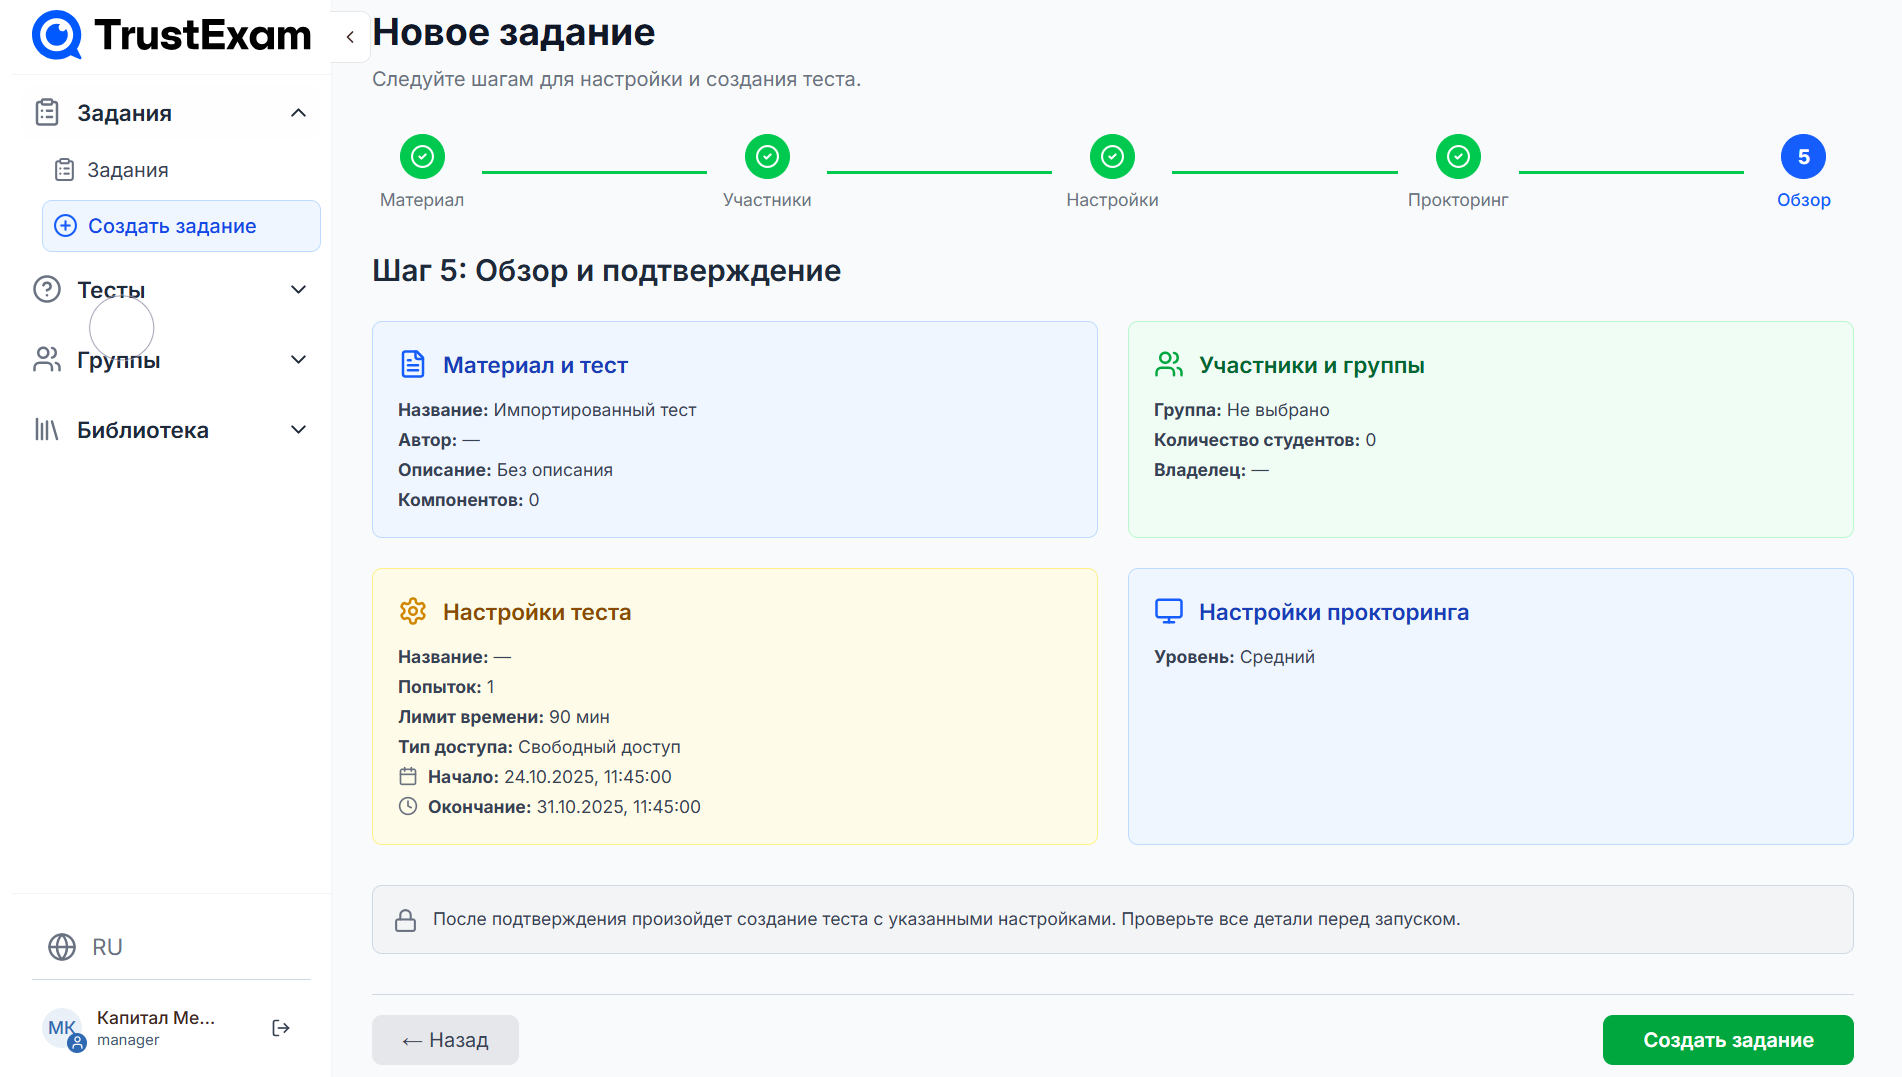 TrustExam
Задания
Задания
Создать задание
Тесты
Группы
Библиотека
RU
МК
Капитал Ме...
manager
Новое задание
Следуйте шагам для настройки и создания теста.
5
Материал
Участники
Настройки
Прокторинг
Обзор
Шаг 5: Обзор и подтверждение
Материал и тест
Название: Импортированный тест
Автор: —
Описание: Без описания
Компонентов: 0
Участники и группы
Группа: Не выбрано
Количество студентов: 0
Владелец: —
Настройки теста
Название: —
Попыток: 1
Лимит времени: 90 мин
Тип доступа: Свободный доступ
Начало: 24.10.2025, 11:45:00
Окончание: 31.10.2025, 11:45:00
Настройки прокторинга
Уровень: Средний
После подтверждения произойдет создание теста с указанными настройками. Проверьте все детали перед запуском.
← Назад
Создать задание